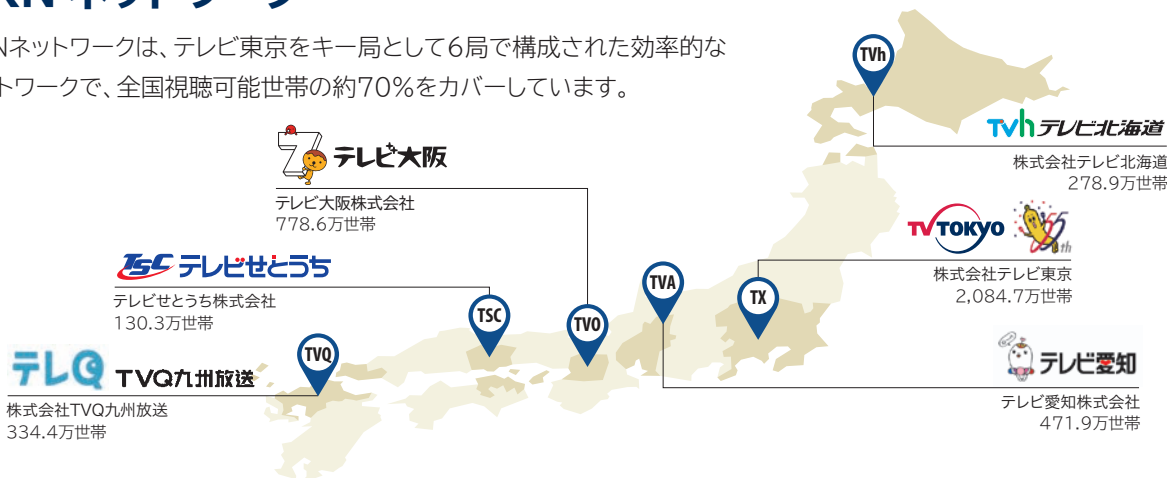 Nネットワークは、テレビ東京をキー局として6局で構成された効率的な
トワークで、全国視聴可能世帯の約70%をカバーしています。
TVh
Tvh テレビ北海道
株式会社テレビ北海道
278.9万世帯
テレビ大阪
テレビ大阪株式会社
778.6万世帯
TV TOKYO
65th
株式会社テレビ東京
2,084.7万世帯
TSC テレビせとうち
テレビせとうち株式会社
130.3万世帯
TVA
TX
TSC
TVO
TVQ
テレQ TVQ九州放送
株式会社TVQ九州放送
334.4万世帯
テレビ愛知
テレビ愛知株式会社
471.9万世帯